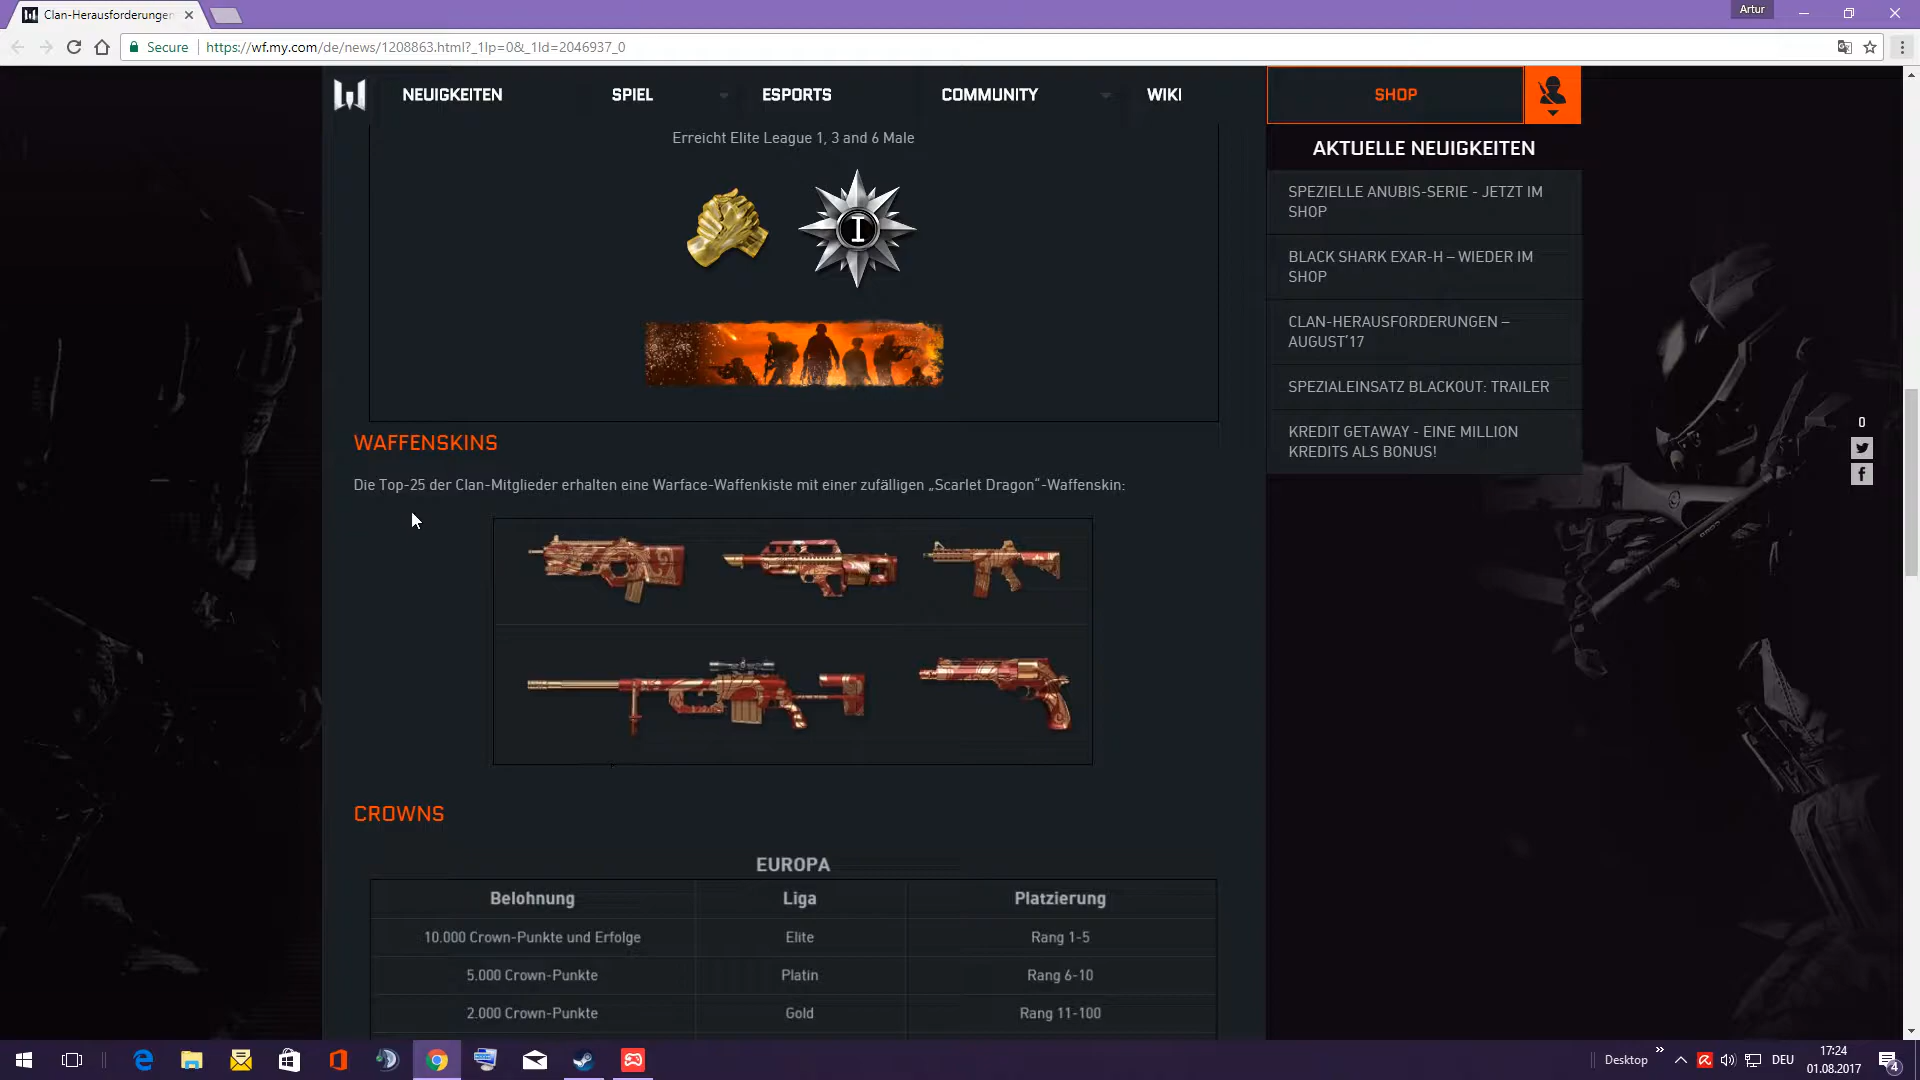 Clan-Herausforderungen
Artur
Secure
https://wf.my.com/de/news/1208863.html?_1lp=0&_1ld=2046937_0
NEUIGKEITEN
SPIEL
ESPORTS
COMMUNITY
WIKI
SHOP
Erreicht Elite League 1, 3 and 6 Male
I
WAFFENSKINS
Die Top-25 der Clan-Mitglieder erhalten eine Warface-Waffenkiste mit einer zufälligen „Scarlet Dragon“-Waffenskin:
CROWNS
EUROPA
Belohnung Liga Platzierung
10.000 Crown-Punkte und Erfolge Elite Rang 1-5
5.000 Crown-Punkte Platin Rang 6-10
2.000 Crown-Punkte Gold Rang 11-100
AKTUELLE NEUIGKEITEN
SPEZIELLE ANUBIS-SERIE - JETZT IM
SHOP
BLACK SHARK EXAR-H – WIEDER IM
SHOP
CLAN-HERAUSFORDERUNGEN –
AUGUST´17
SPEZIALEINSATZ BLACKOUT: TRAILER
KREDIT GETAWAY - EINE MILLION
KREDITS ALS BONUS!
0
Desktop
DEU
17:24
01.08.2017
4